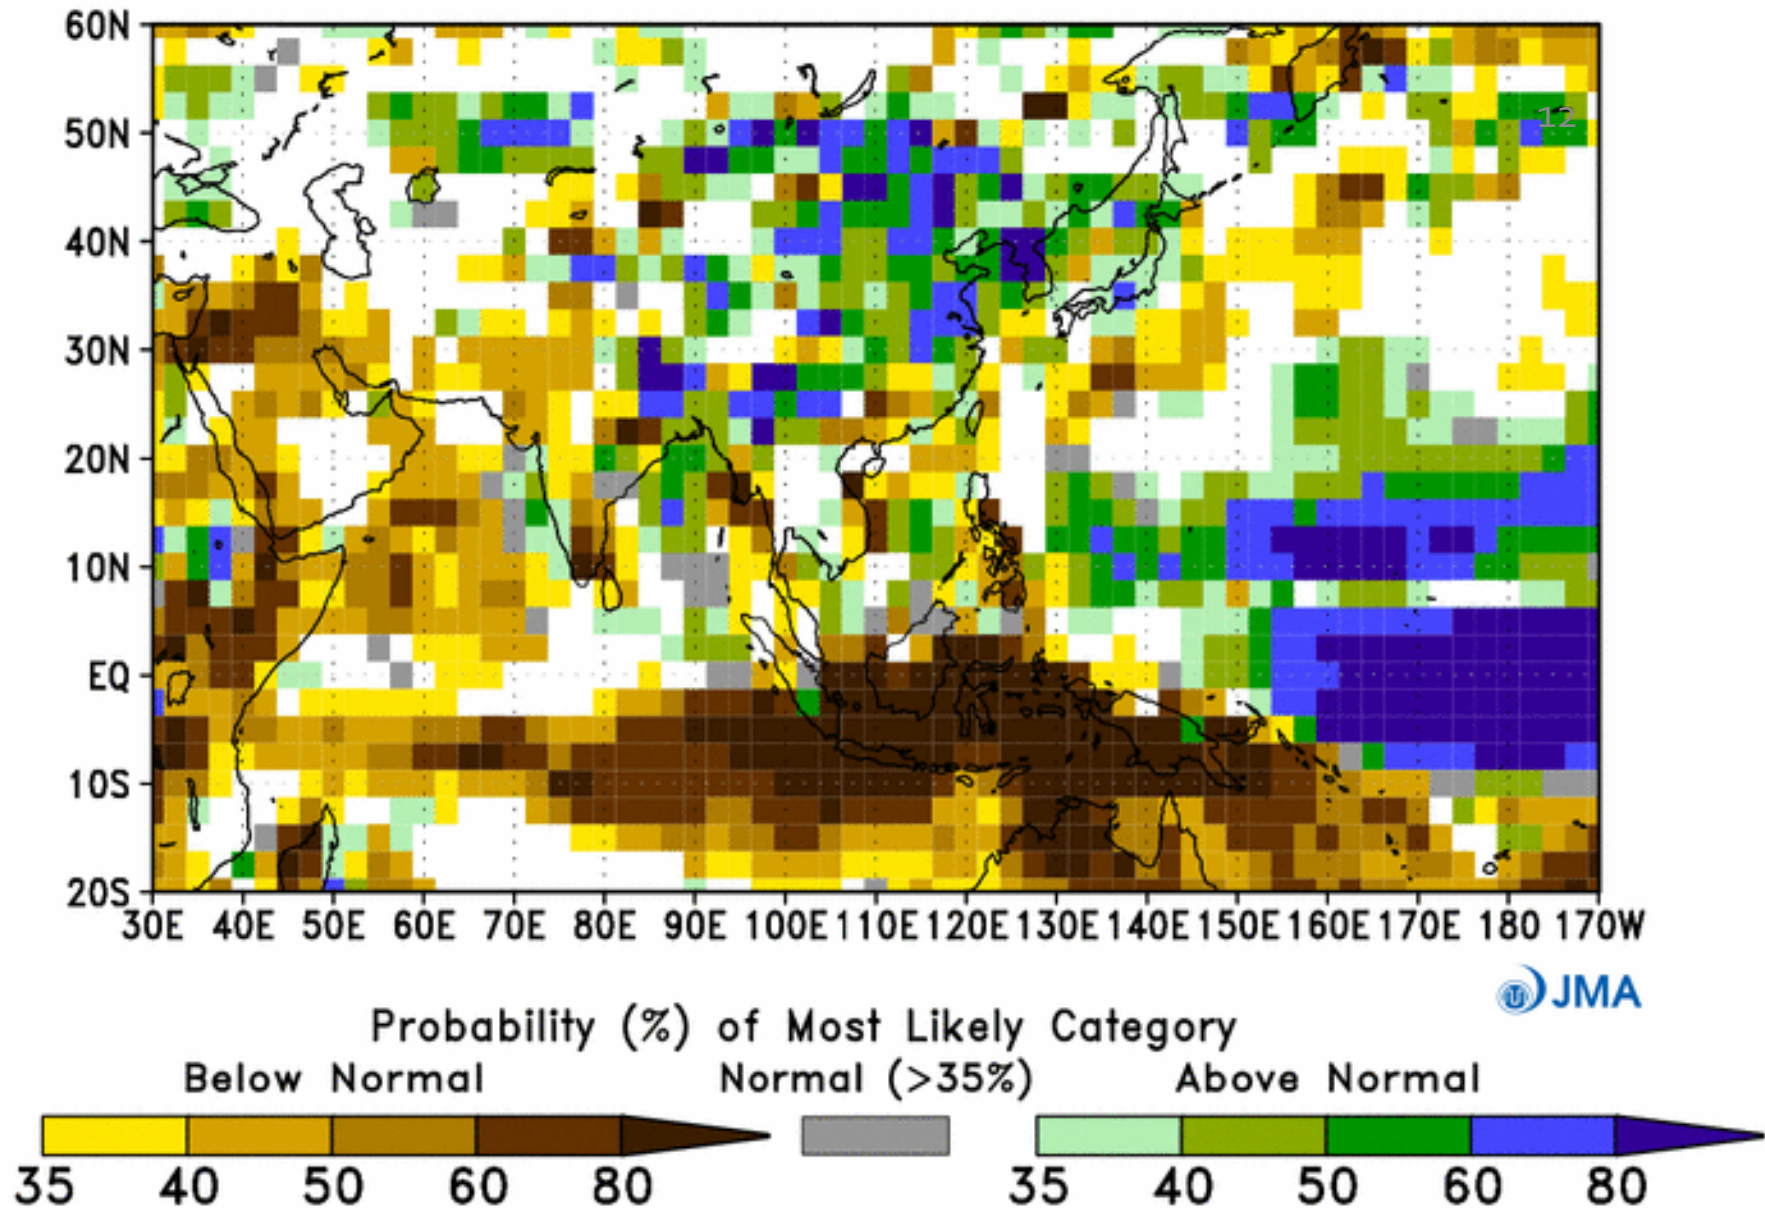 60N
12
50N
40N
30N
20N
10N
EQ
10S
20S
30E 40E 50E 60E 70E 80E 90E 100E 110E 120E 130E 140E 150E 160E 170E 180 170W
JMA
Probability (%) of Most Likely Category
Below Normal Normal (>35%) Above Normal
35 40 50 60 80 35 40 50 60 80